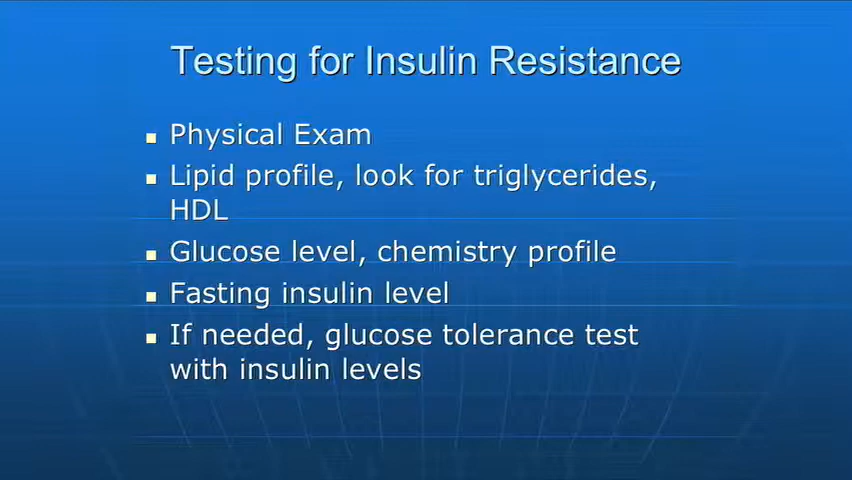 Testing for Insulin Resistance
Physical Exam
Lipid profile, look for triglycerides,
HDL
Glucose level, chemistry profile
Fasting insulin level
If needed, glucose tolerance test
with insulin levels